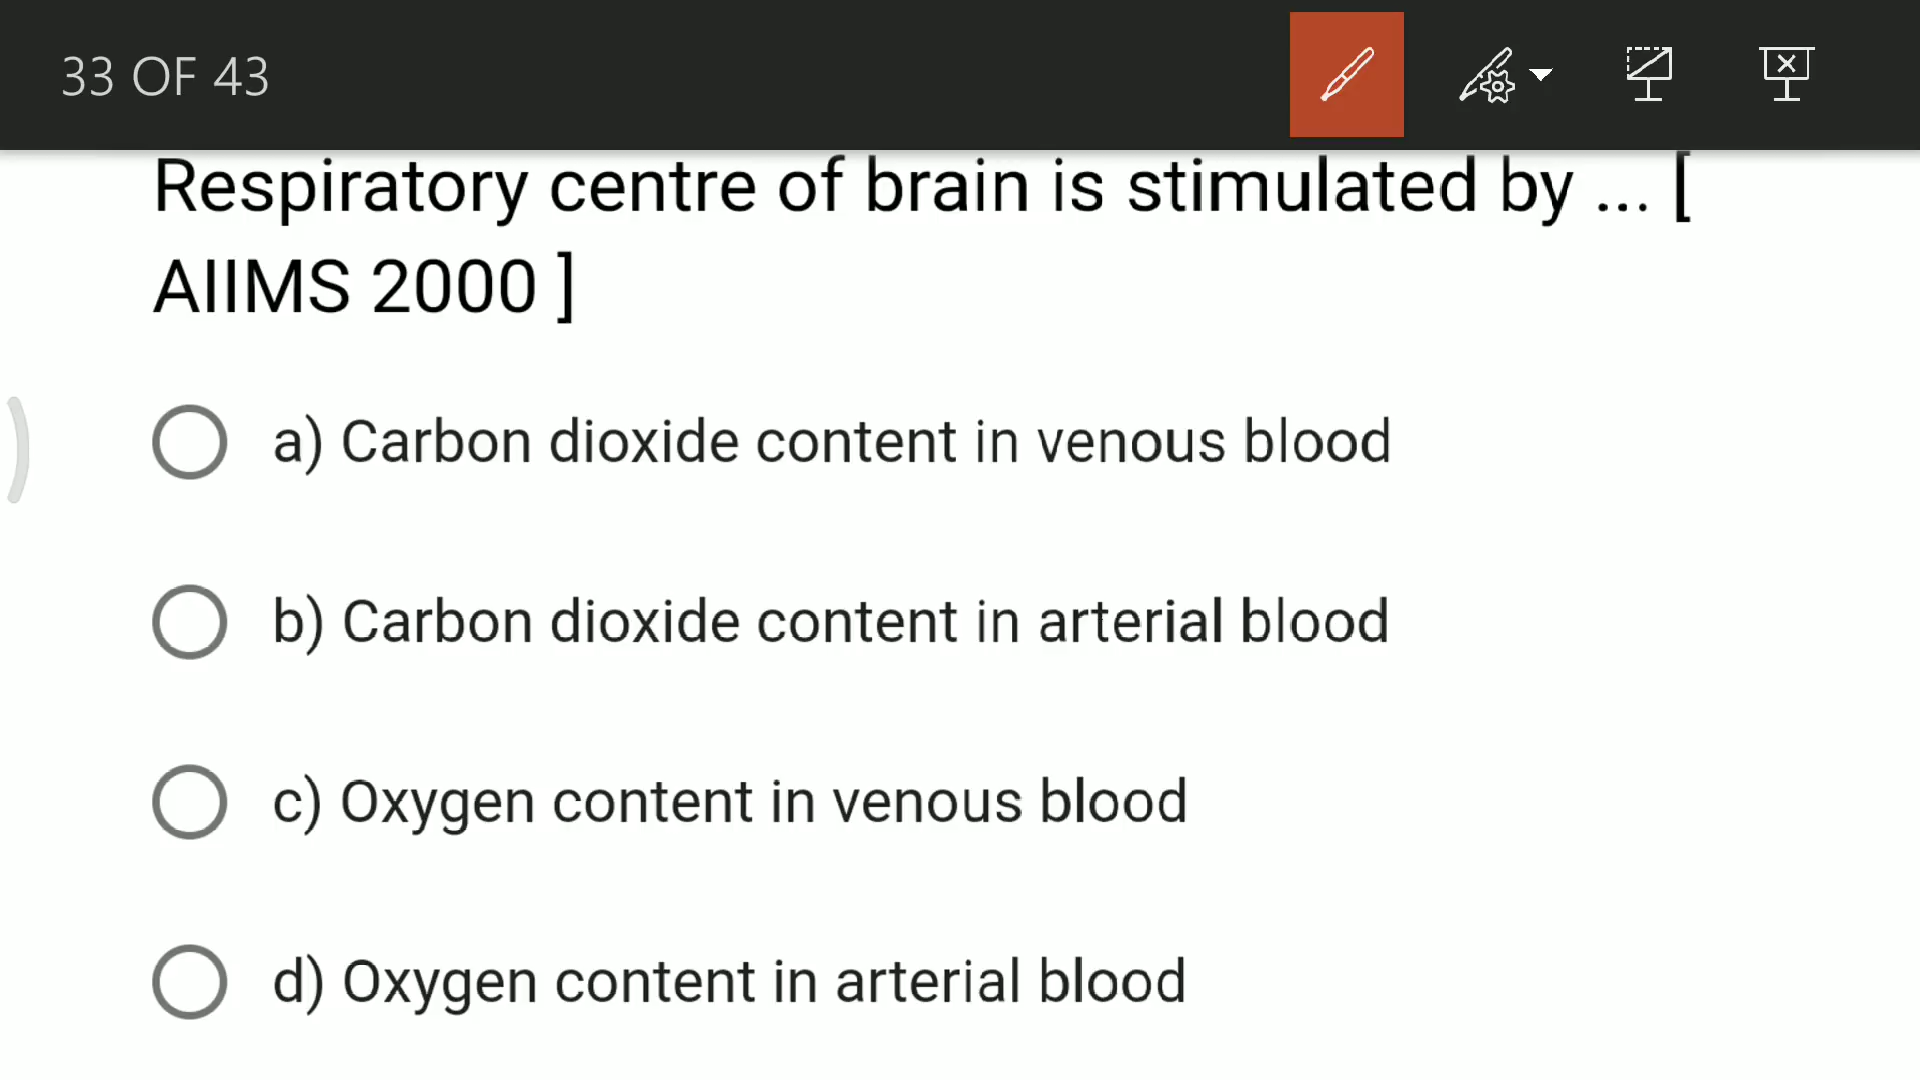 33 OF 43
Respiratory centre of brain is stimulated by ... [
AIIMS 2000 ]
a) Carbon dioxide content in venous blood
b) Carbon dioxide content in arterial blood
c) Oxygen content in venous blood
d) Oxygen content in arterial blood